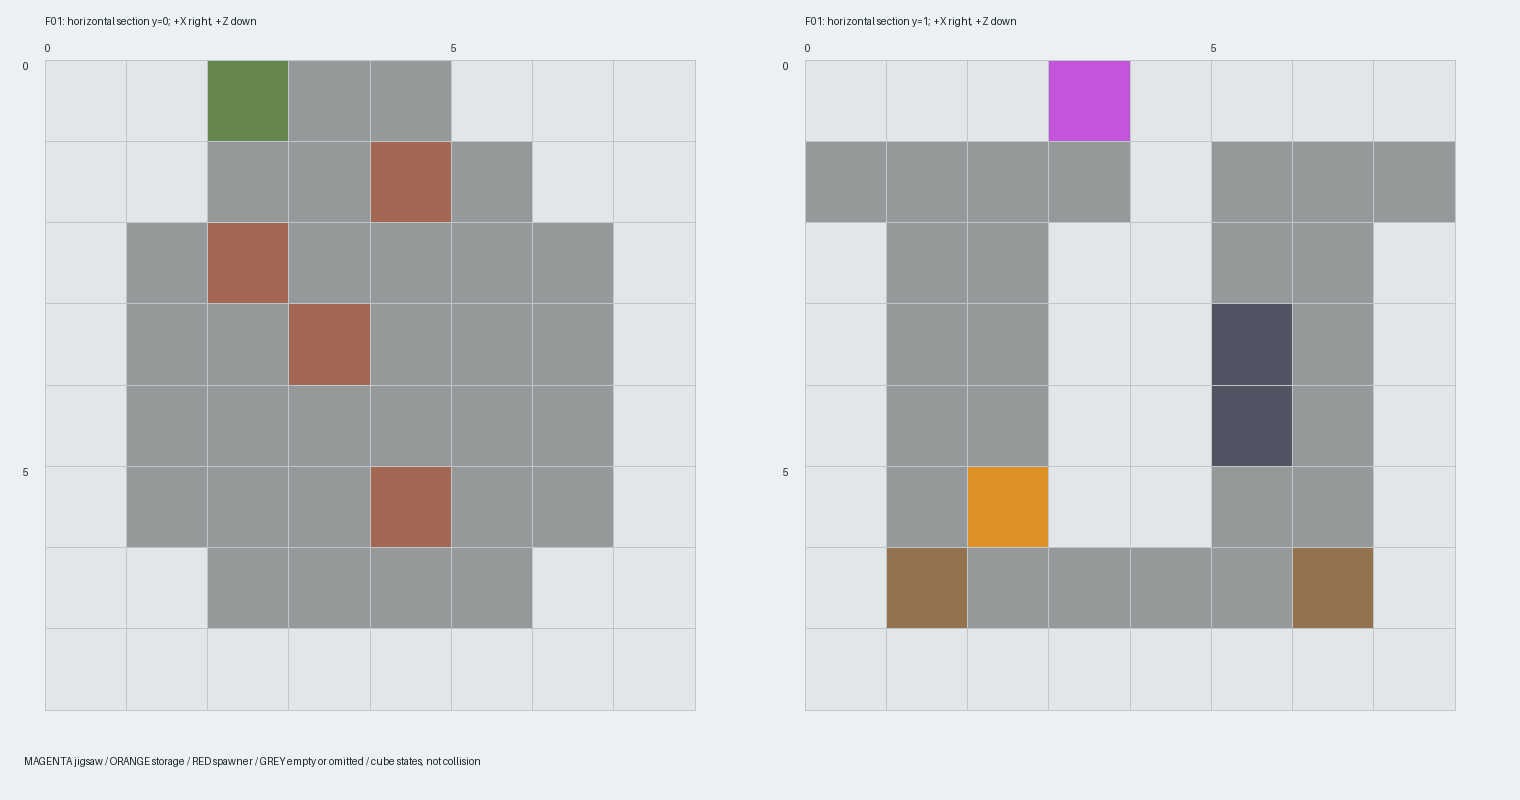 F01: horizontal section y=0; +X right, +Z down
F01: horizontal section y=1; +X right, +Z down
0 5
0 5
0
5
0
5
MAGENTA jigsaw / ORANGE storage / RED spawner / GREY empty or omitted / cube states, not collision